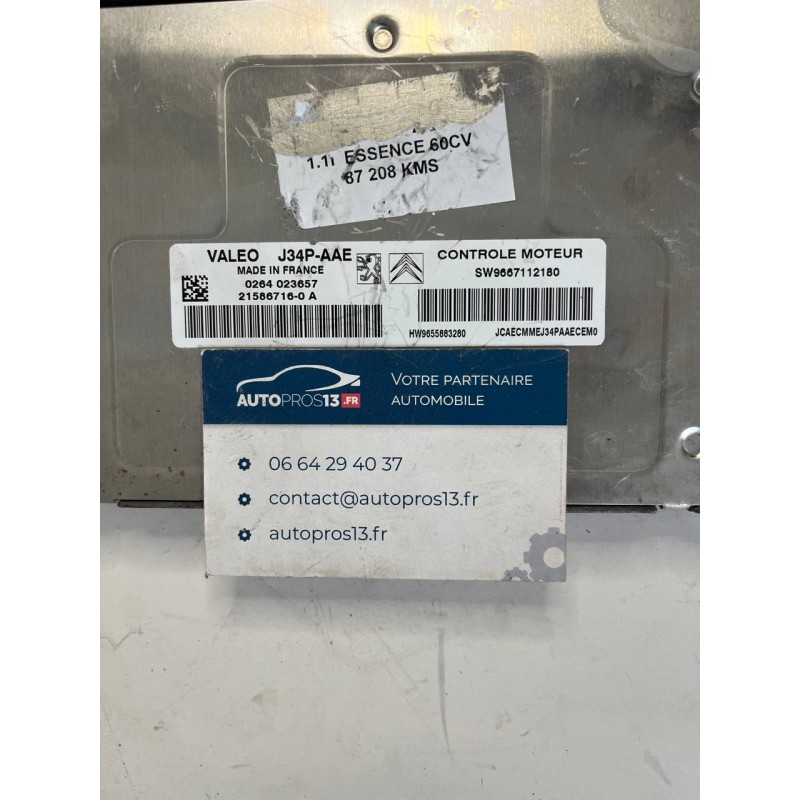 1.1i ESSENCE 60CV
87 208 KMS
VALEO J34P-AAE
MADE IN FRANCE
0264 023657
21586716-0 A
CONTROLE MOTEUR
SW9667112180
HW9655883280
JCAECMMEJ34PAAECEM0
AUTOPROS13.FR
VOTRE PARTENAIRE
AUTOMOBILE
06 64 29 40 37
contact@autopros13.fr
autopros13.fr